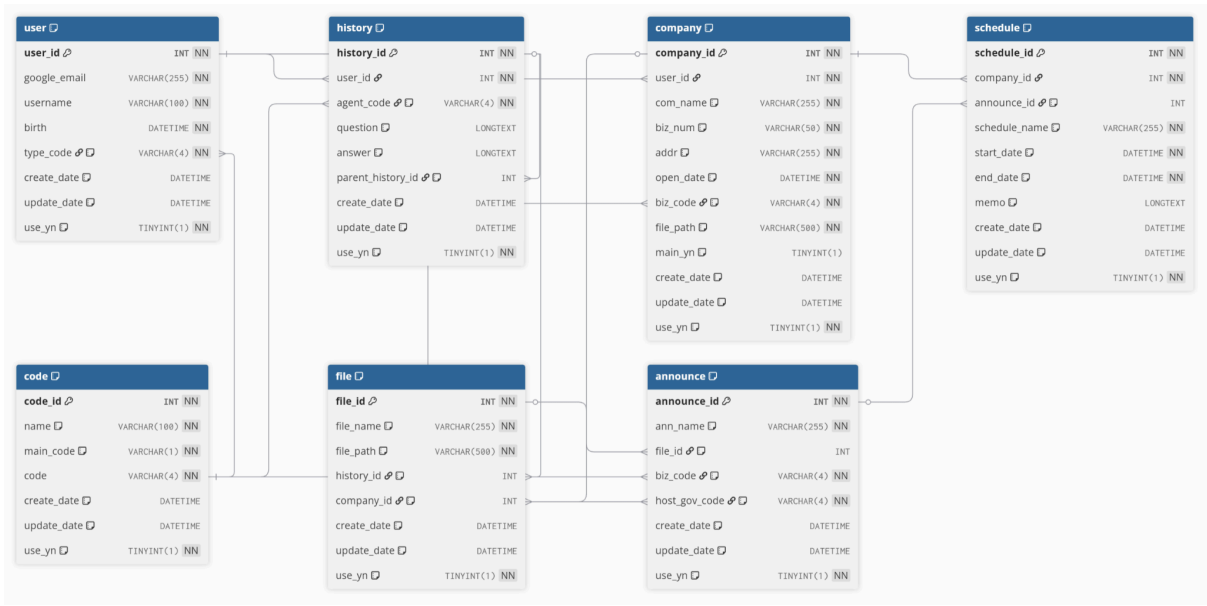 user
user_id INT NN
google_email VARCHAR(255) NN
username VARCHAR(100) NN
birth DATETIME NN
type_code VARCHAR(4) NN
create_date DATETIME
update_date DATETIME
use_yn TINYINT(1) NN
history
history_id INT NN
user_id INT NN
agent_code VARCHAR(4) NN
question LONGTEXT
answer LONGTEXT
parent_history_id INT
create_date DATETIME
update_date DATETIME
use_yn TINYINT(1) NN
company
company_id INT NN
user_id INT NN
com_name VARCHAR(255) NN
biz_num VARCHAR(50) NN
addr VARCHAR(255) NN
open_date DATETIME NN
biz_code VARCHAR(4) NN
file_path VARCHAR(500) NN
main_yn TINYINT(1)
create_date DATETIME
update_date DATETIME
use_yn TINYINT(1) NN
schedule
schedule_id INT NN
company_id INT NN
announce_id INT
schedule_name VARCHAR(255) NN
start_date DATETIME NN
end_date DATETIME NN
memo LONGTEXT
create_date DATETIME
update_date DATETIME
use_yn TINYINT(1) NN
code
code_id INT NN
name VARCHAR(100) NN
main_code VARCHAR(1) NN
code VARCHAR(4) NN
create_date DATETIME
update_date DATETIME
use_yn TINYINT(1) NN
file
file_id INT NN
file_name VARCHAR(255) NN
file_path VARCHAR(500) NN
history_id INT
company_id INT
create_date DATETIME
update_date DATETIME
use_yn TINYINT(1) NN
announce
announce_id INT NN
ann_name VARCHAR(255) NN
file_id INT
biz_code VARCHAR(4) NN
host_gov_code VARCHAR(4) NN
create_date DATETIME
update_date DATETIME
use_yn TINYINT(1) NN